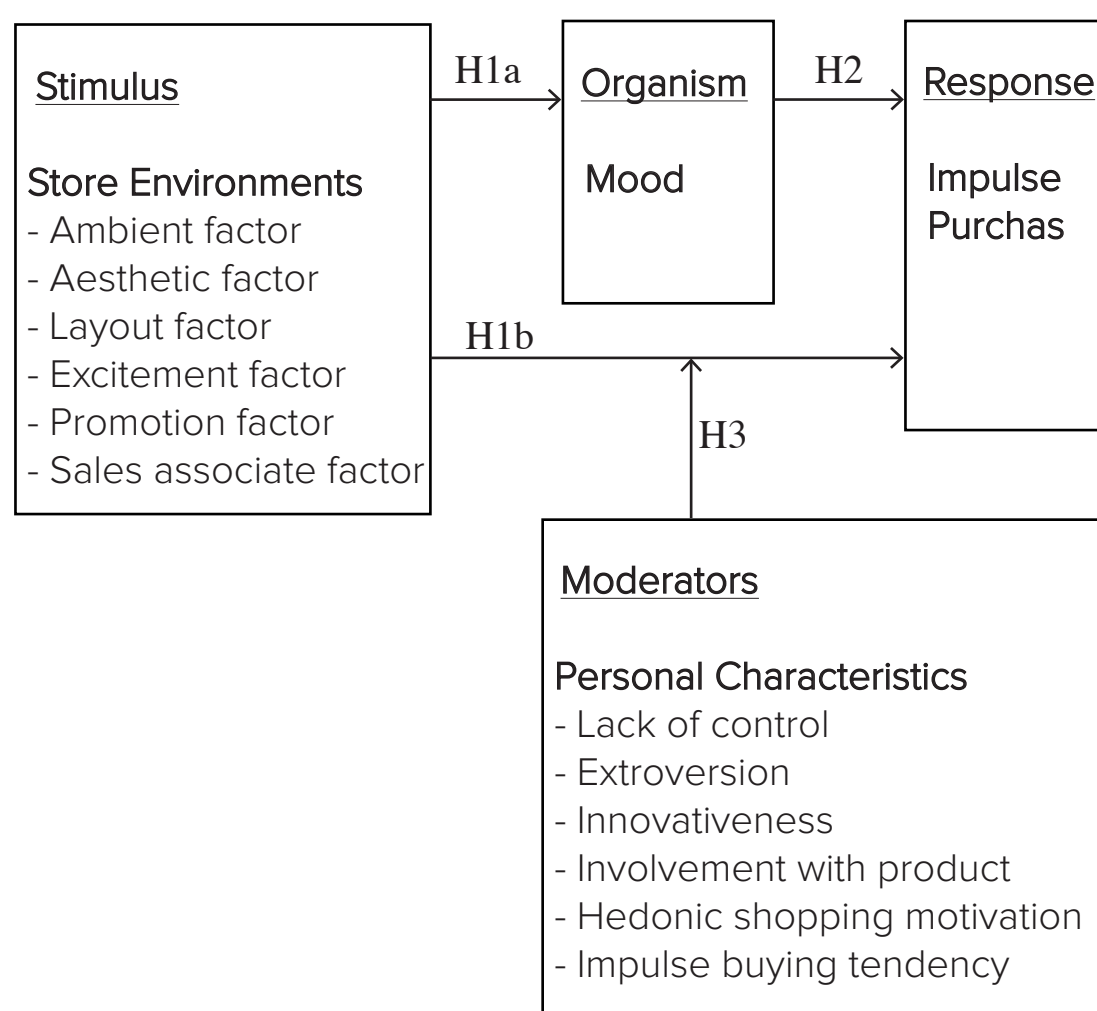 Stimulus
Store Environments
- Ambient factor
- Aesthetic factor
- Layout factor
- Excitement factor
- Promotion factor
- Sales associate factor
H1a
Organism
Mood
H2
Response
Impulse
Purchas
H1b
H3
Moderators
Personal Characteristics
- Lack of control
- Extroversion
- Innovativeness
- Involvement with product
- Hedonic shopping motivation
- Impulse buying tendency